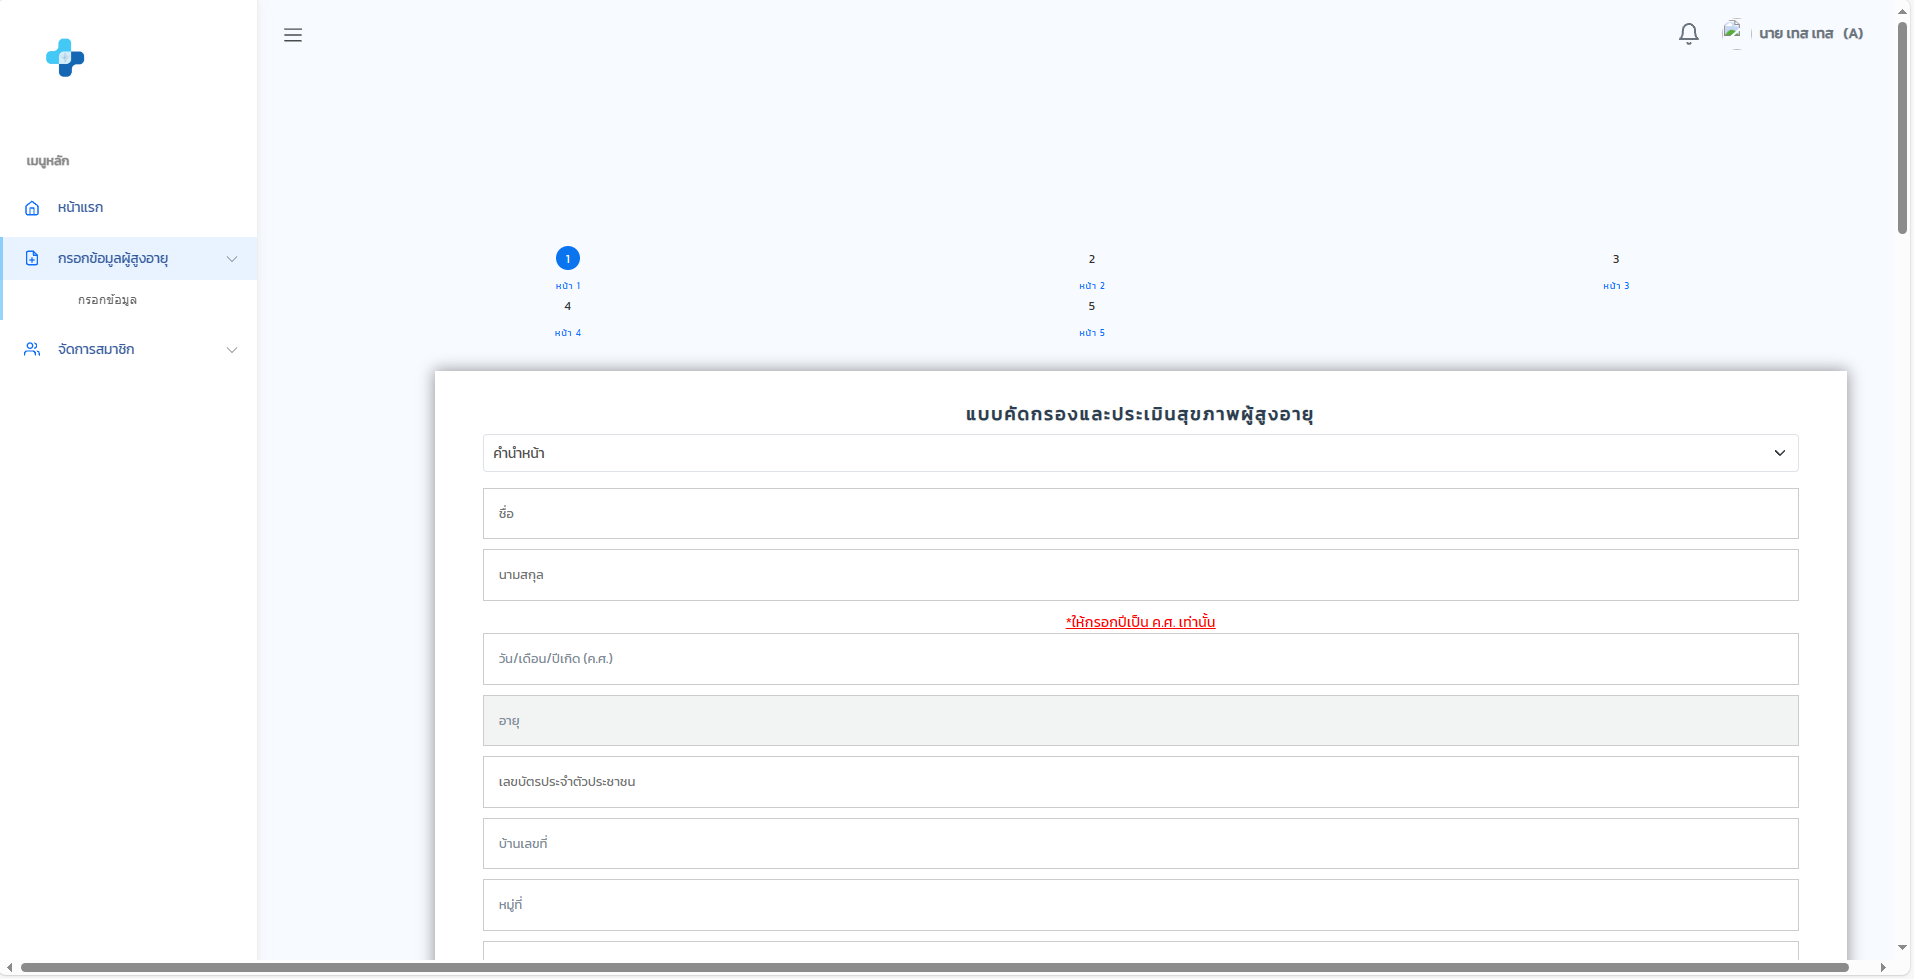 นาย เทส เทส (A)
เมนูหลัก
หน้าแรก
กรอกข้อมูลผู้สูงอายุ
กรอกข้อมูล
จัดการสมาชิก
1 2 3
หน้า 1 หน้า 2 หน้า 3
4 5
หน้า 4 หน้า 5
แบบคัดกรองและประเมินสุขภาพผู้สูงอายุ
คำนำหน้า
ชื่อ
นามสกุล
*ให้กรอกปีเป็น ค.ศ. เท่านั้น
วัน/เดือน/ปีเกิด (ค.ศ.)
อายุ
เลขบัตรประจำตัวประชาชน
บ้านเลขที่
หมู่ที่